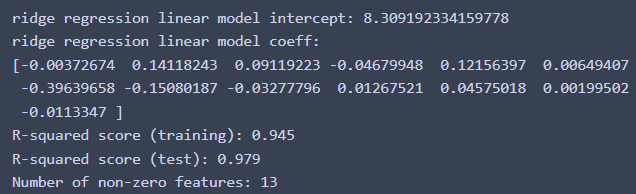 ridge regression linear model intercept: 8.309192334159778
ridge regression linear model coeff:
[-0.00372674  0.14118243  0.09119223 -0.04679948  0.12156397  0.00649407
 -0.39639658 -0.15080187 -0.03277796  0.01267521  0.04575018  0.00199502
 -0.0113347 ]
R-squared score (training): 0.945
R-squared score (test): 0.979
Number of non-zero features: 13